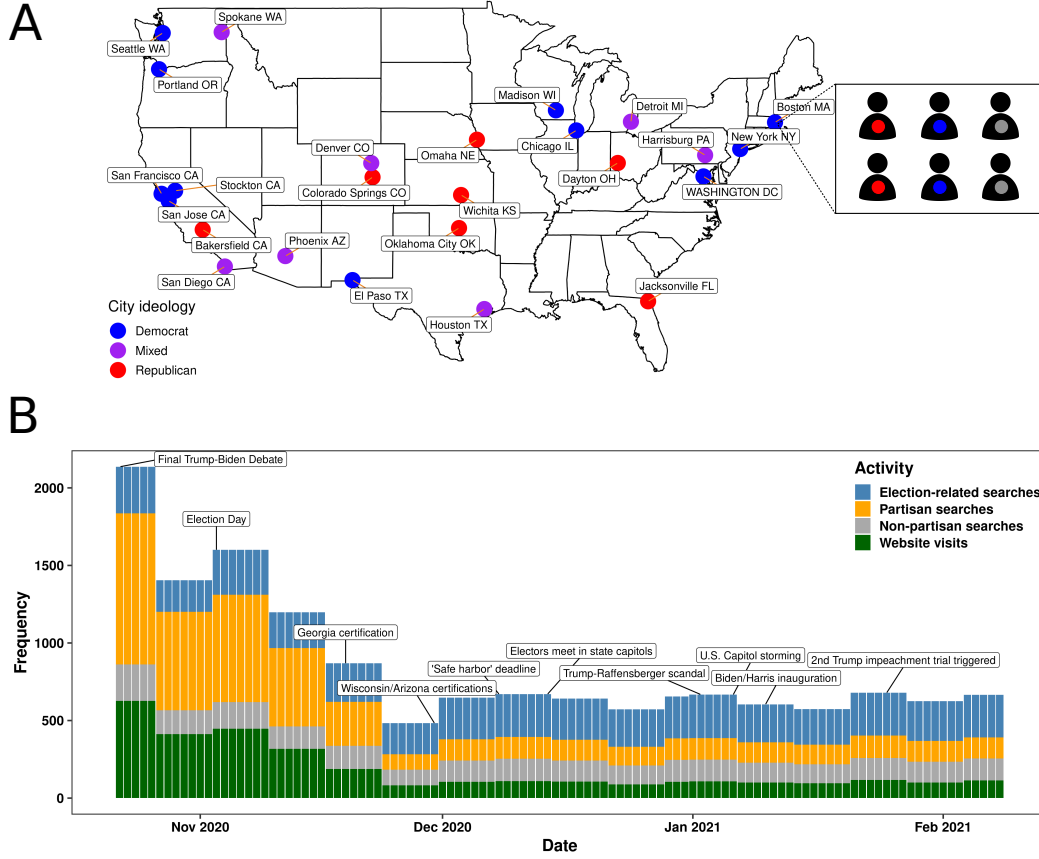 A
Spokane WA
Seattle WA
Portland OR
Madison WI
Detroit MI
Boston MA
Chicago IL
Harrisburg PA
New York NY
Denver CO
Omaha NE
Dayton OH
WASHINGTON DC
San Francisco CA
Stockton CA
Colorado Springs CO
San Jose CA
Wichita KS
Bakersfield CA
Phoenix AZ
Oklahoma City OK
San Diego CA
El Paso TX
Jacksonville FL
Houston TX
City ideology
Democrat
Mixed
Republican
B
Final Trump-Biden Debate
Election Day
Georgia certification
Wisconsin/Arizona certifications
'Safe harbor' deadline
Electors meet in state capitols
Trump-Raffensberger scandal
U.S. Capitol storming
Biden/Harris inauguration
2nd Trump impeachment trial triggered
Activity
Election-related searches
Partisan searches
Non-partisan searches
Website visits
Frequency
2000
1500
1000
500
0
Nov 2020
Dec 2020
Jan 2021
Feb 2021
Date